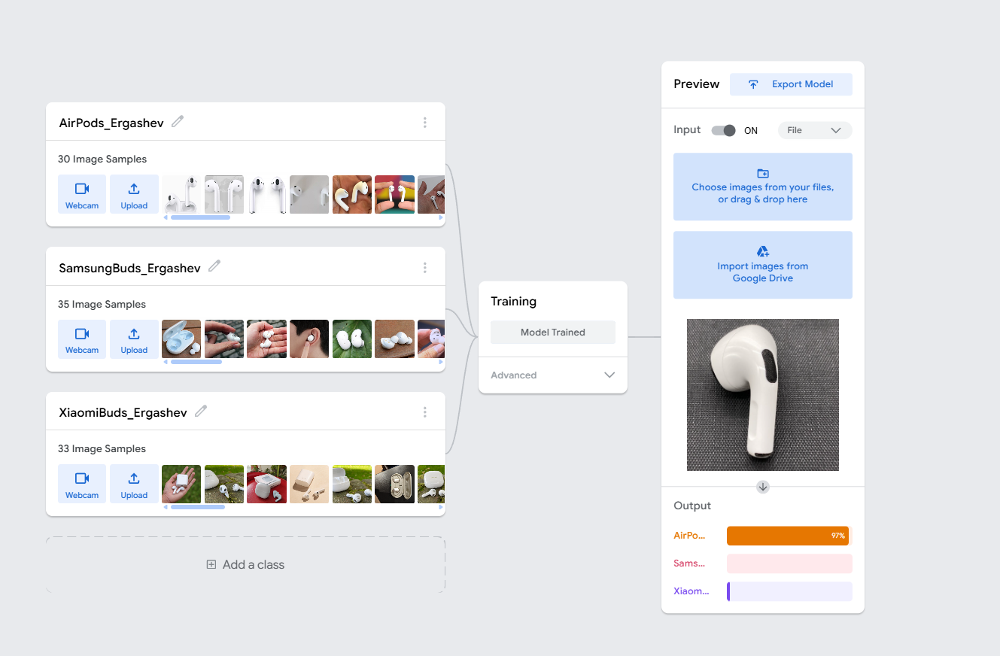 AirPods_Ergashev
30 Image Samples
Webcam
Upload
SamsungBuds_Ergashev
35 Image Samples
Webcam
Upload
XiaomiBuds_Ergashev
33 Image Samples
Webcam
Upload
Add a class
Training
Model Trained
Advanced
Preview
Export Model
Input
ON
File
Choose images from your files,
or drag & drop here
Import images from
Google Drive
Output
AirPo...
97%
Sams...
Xiaom...